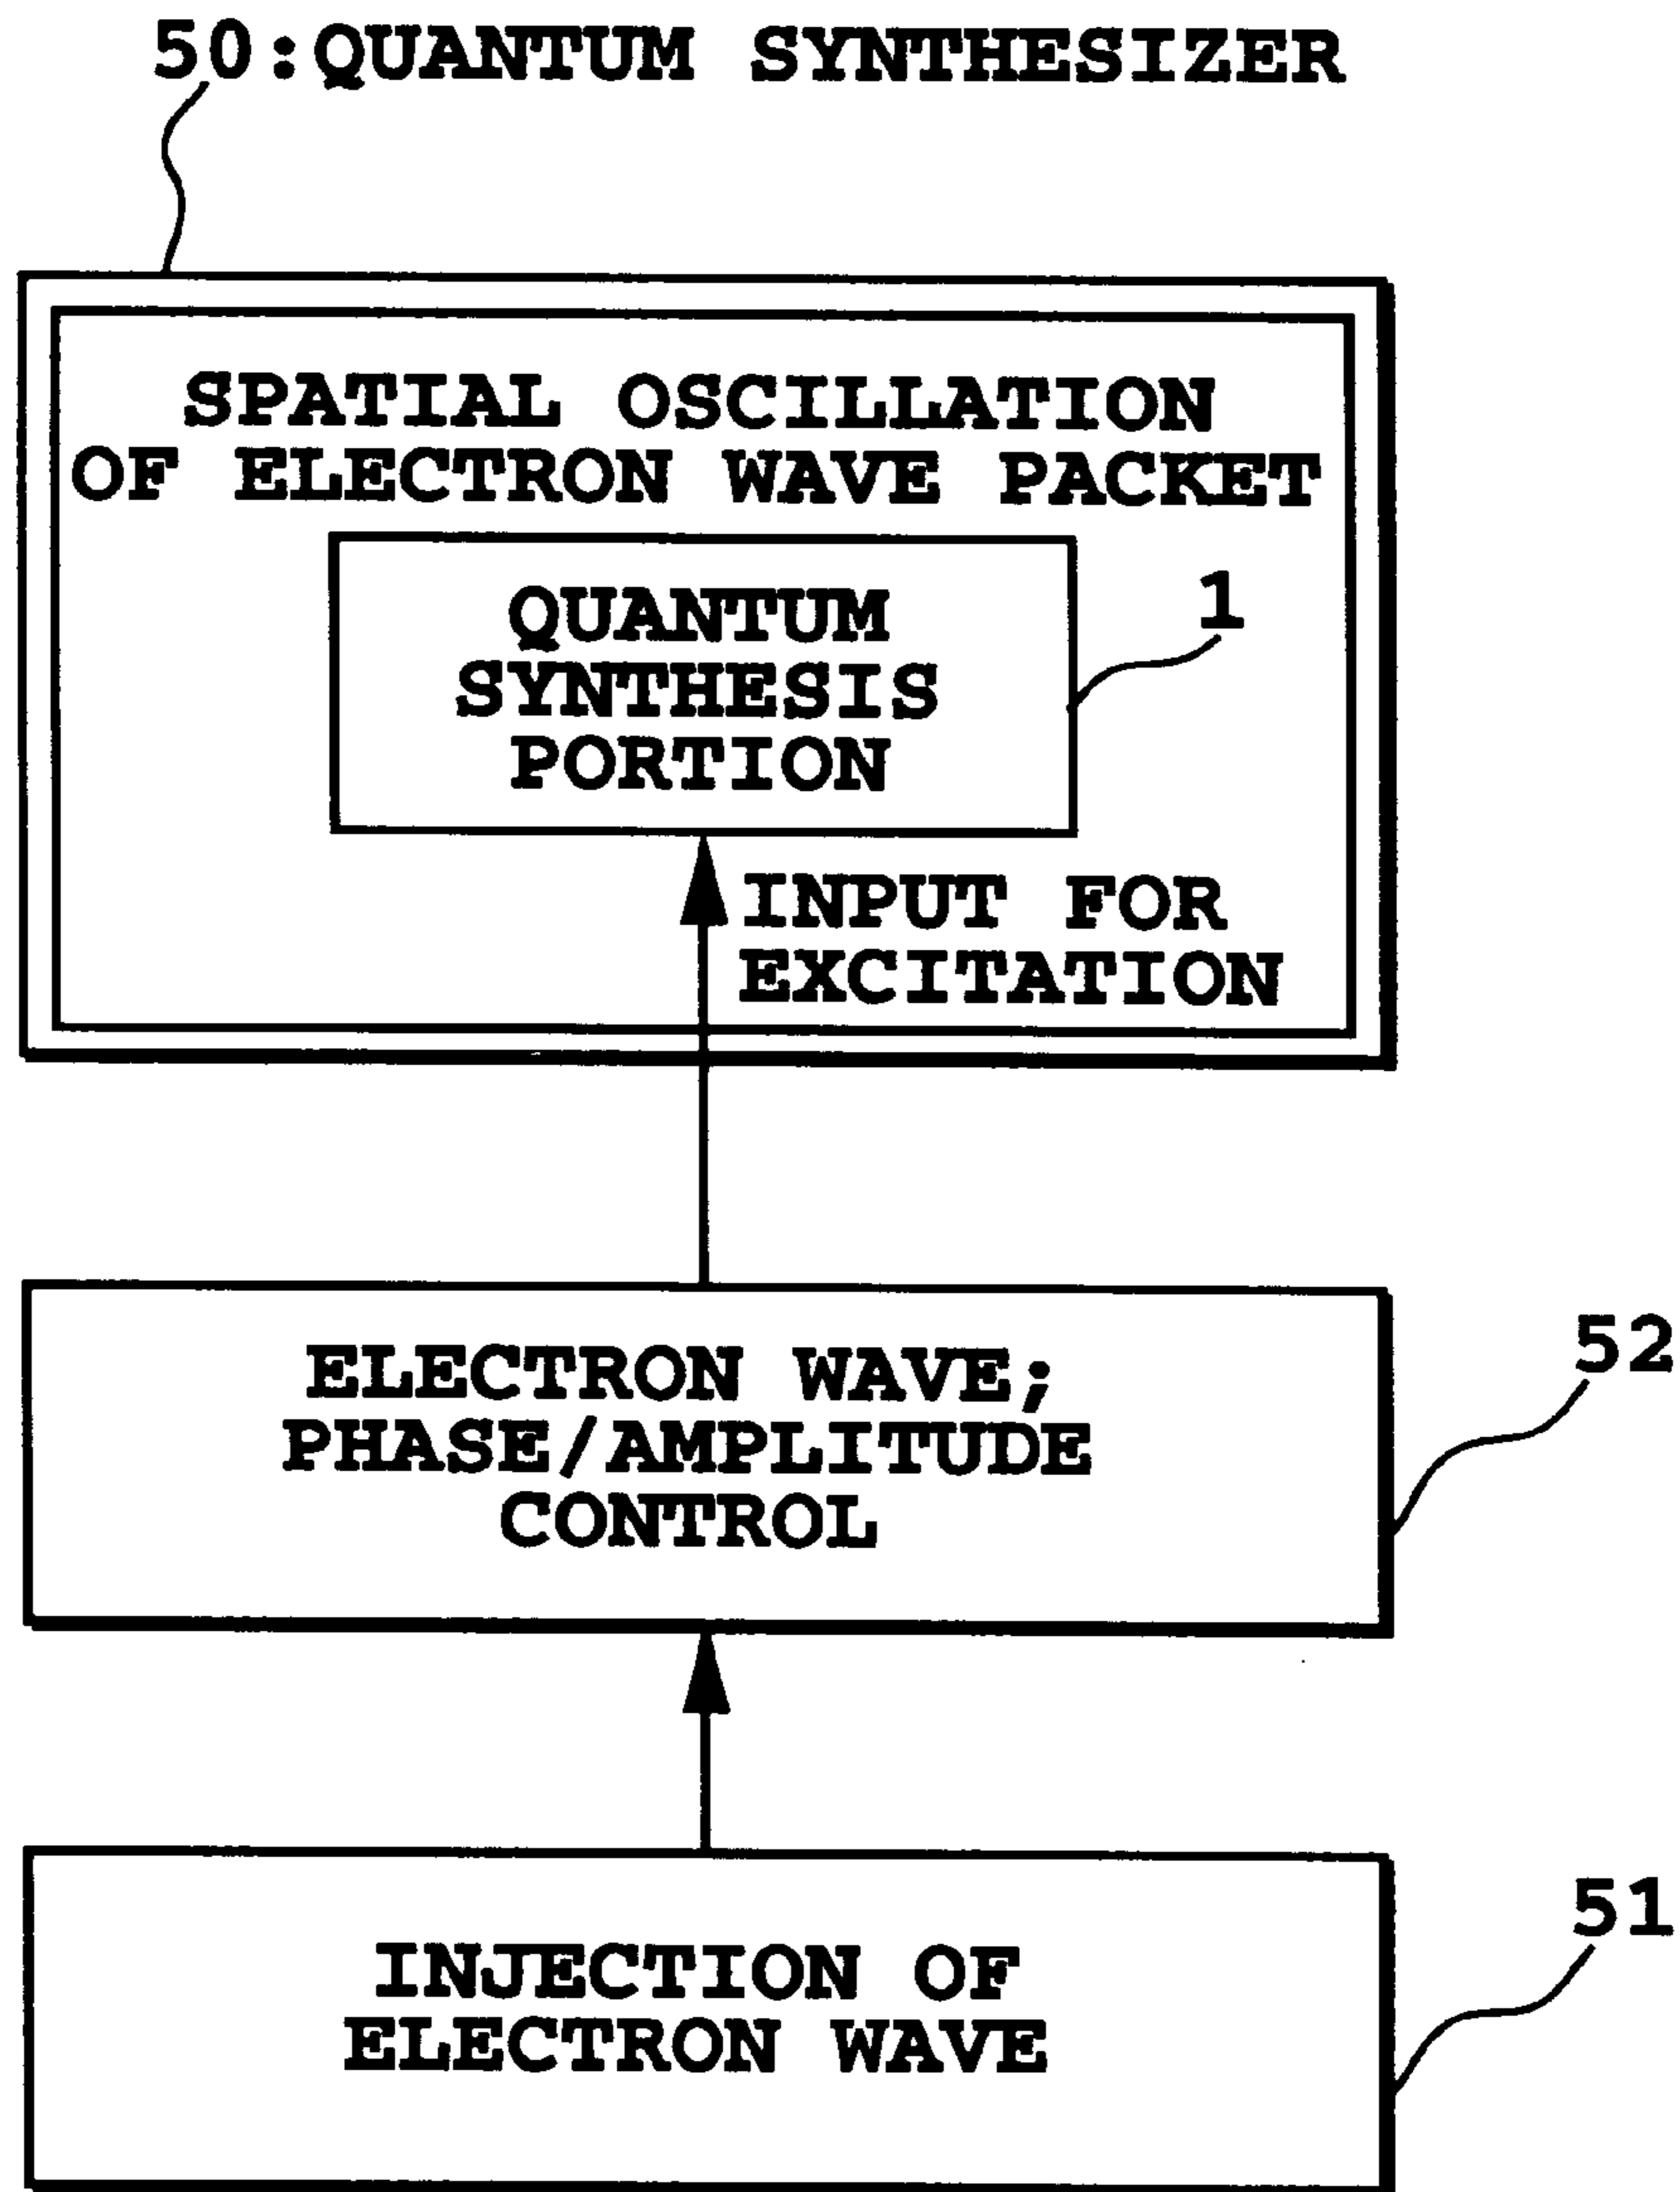 50:QUANTUM SYNTHESIZER
SPATIAL OSCILLATION
OF ELECTRON WAVE PACKET
QUANTUM
SYNTHESIS
PORTION
1
INPUT FOR
EXCITATION
ELECTRON WAVE;
PHASE/AMPLITUDE
CONTROL
52
INJECTION OF
ELECTRON WAVE
51